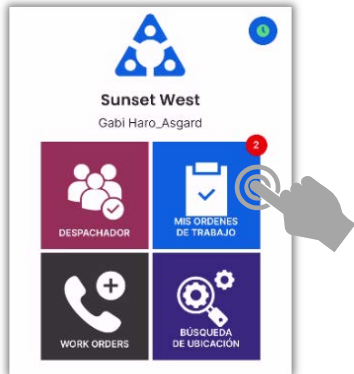 Sunset West
Gabi Haro_Asgard
2
DESPACHADOR
MIS ORDENES
DE TRABAJO
WORK ORDERS
BÚSQUEDA
DE UBICACIÓN